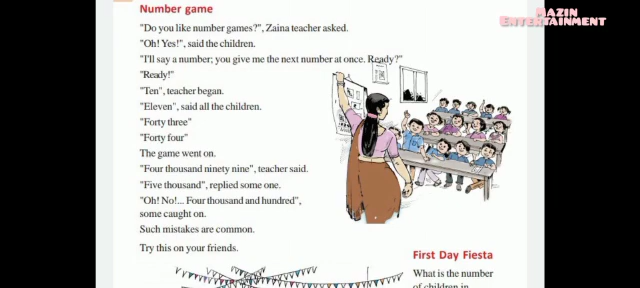 Number game
MAZIN
ENTERTAINMENT
"Do you like number games?", Zaina teacher asked.
"Oh! Yes!", said the children.
"I'll say a number; you give me the next number at once. Ready?"
"Ready!"
"Ten", teacher began.
"Eleven", said all the children.
"Forty three"
"Forty four"
The game went on.
"Four thousand ninety nine", teacher said.
"Five thousand", replied some one.
"Oh! No!... Four thousand and hundred",
some caught on.
Such mistakes are common.
Try this on your friends.
First Day Fiesta
What is the number
of children in